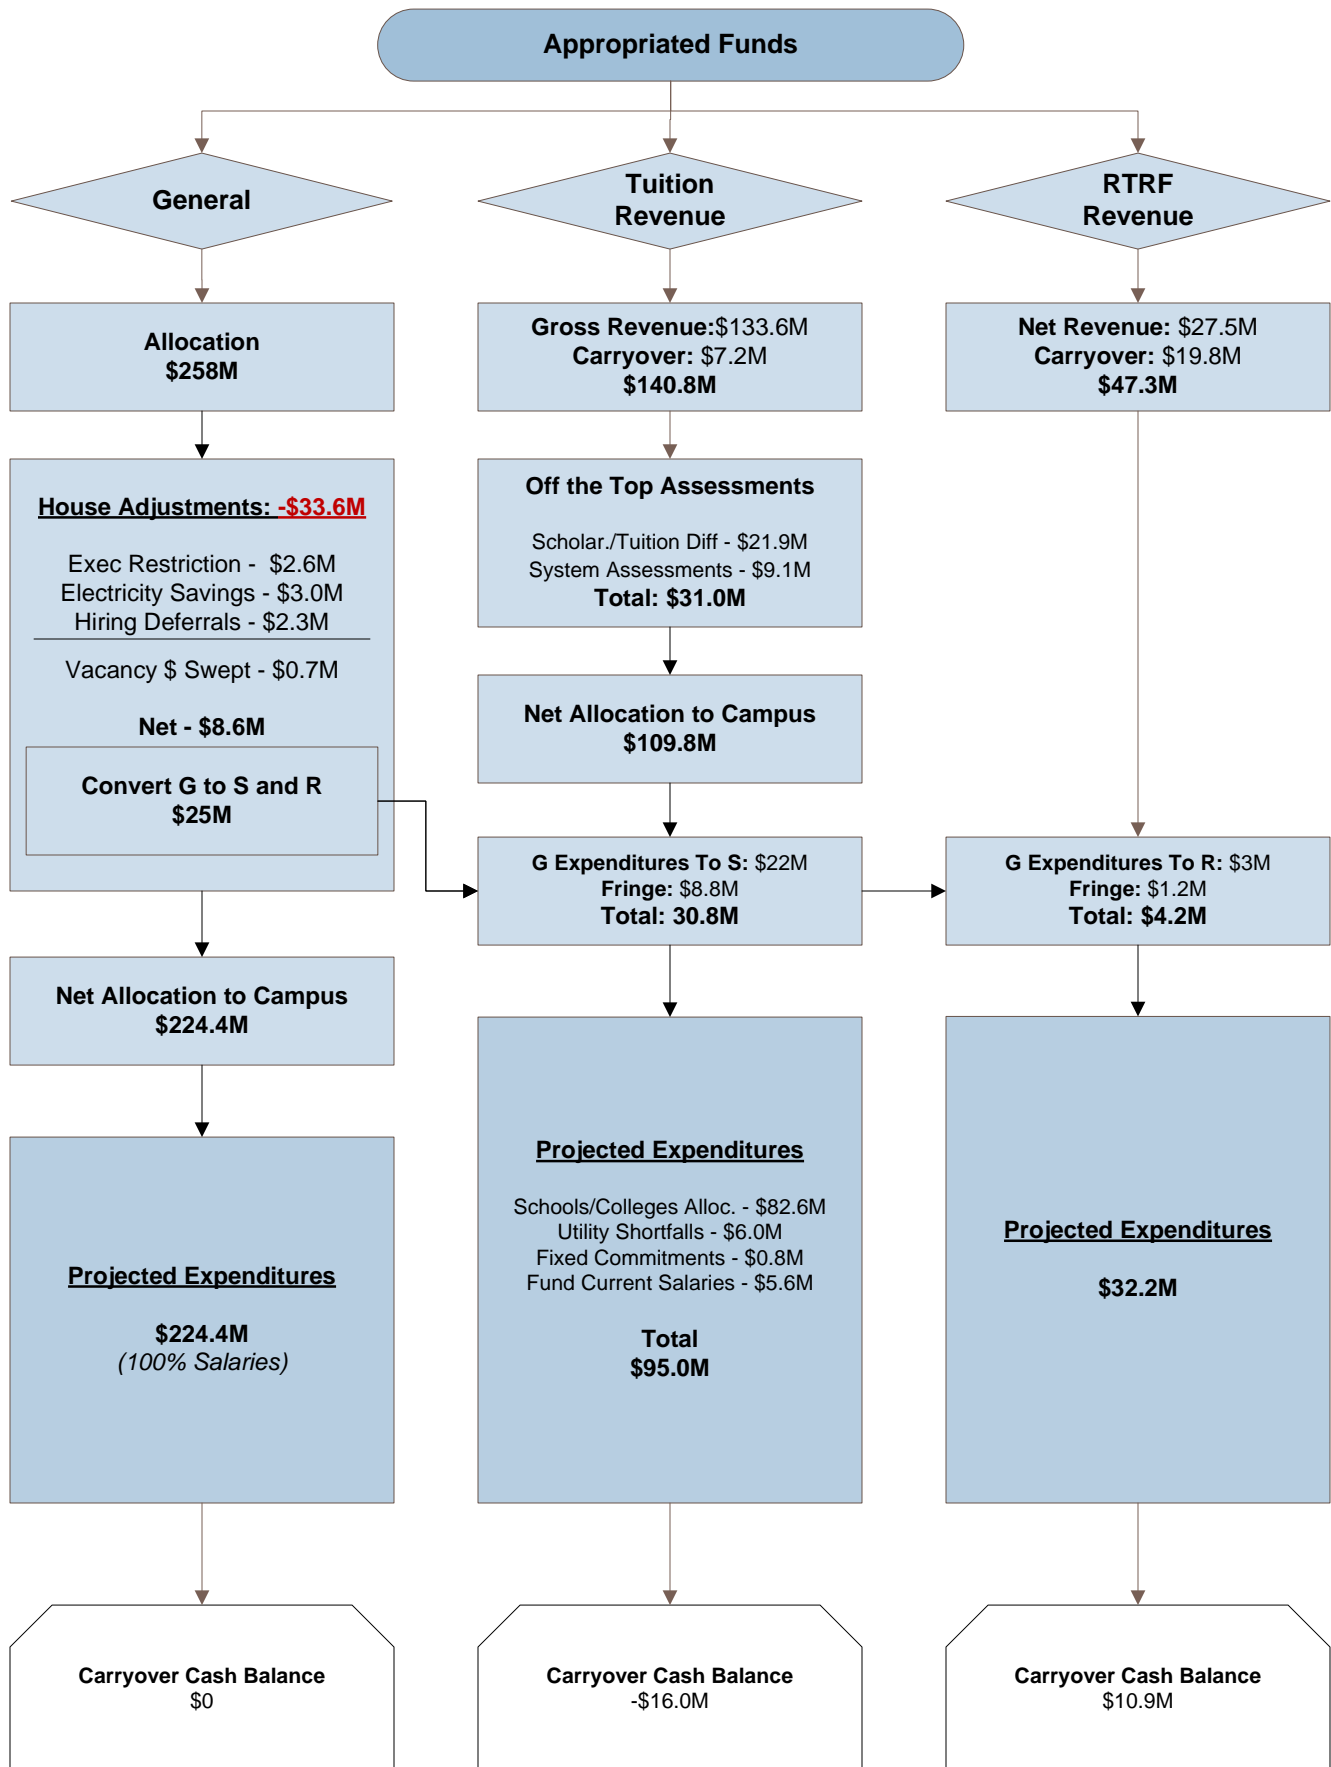 Appropriated Funds
General
Tuition
Revenue
RTRF
Revenue
Allocation
$258M
Gross Revenue:$133.6M
Carryover: $7.2M
$140.8M
Net Revenue: $27.5M
Carryover: $19.8M
$47.3M
House Adjustments: -$33.6M
Exec Restriction -  $2.6M
Electricity Savings - $3.0M
Hiring Deferrals - $2.3M
Vacancy $ Swept - $0.7M
Net - $8.6M
Convert G to S and R
$25M
Off the Top Assessments
Scholar./Tuition Diff - $21.9M
System Assessments - $9.1M
Total: $31.0M
Net Allocation to Campus
$109.8M
G Expenditures To S: $22M
Fringe: $8.8M
Total: 30.8M
G Expenditures To R: $3M
Fringe: $1.2M
Total: $4.2M
Net Allocation to Campus
$224.4M
Projected Expenditures
$224.4M
(100% Salaries)
Projected Expenditures
Schools/Colleges Alloc. - $82.6M
Utility Shortfalls - $6.0M
Fixed Commitments - $0.8M
Fund Current Salaries - $5.6M
Total
$95.0M
Projected Expenditures
$32.2M
Carryover Cash Balance
$0
Carryover Cash Balance
-$16.0M
Carryover Cash Balance
$10.9M